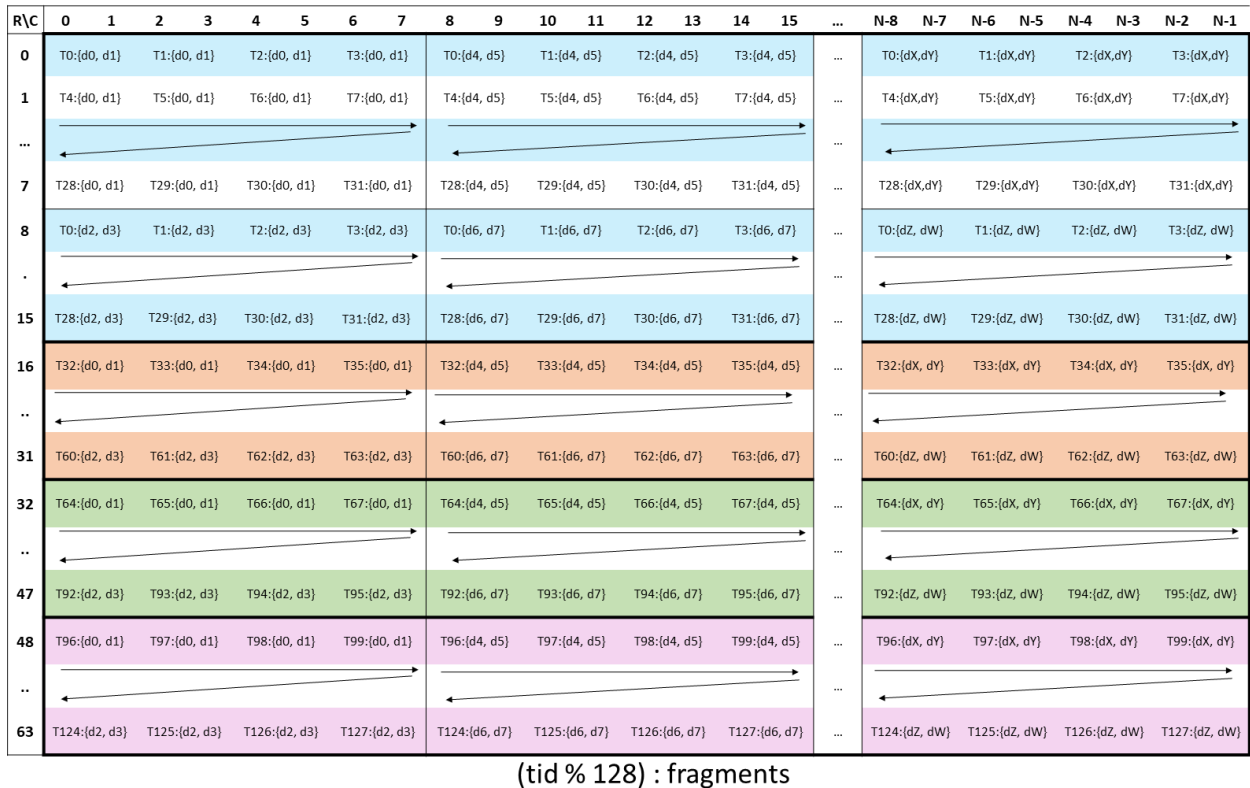 R\C 0 1 2 3 4 5 6 7 8 9 10 11 12 13 14 15 ... N-8 N-7 N-6 N-5 N-4 N-3 N-2 N-1
0 T0:{d0, d1} T1:{d0, d1} T2:{d0, d1} T3:{d0, d1} T0:{d4, d5} T1:{d4, d5} T2:{d4, d5} T3:{d4, d5} ... T0:{dX,dY} T1:{dX,dY} T2:{dX,dY} T3:{dX,dY}
1 T4:{d0, d1} T5:{d0, d1} T6:{d0, d1} T7:{d0, d1} T4:{d4, d5} T5:{d4, d5} T6:{d4, d5} T7:{d4, d5} ... T4:{dX,dY} T5:{dX,dY} T6:{dX,dY} T7:{dX,dY}
... ...
7 T28:{d0, d1} T29:{d0, d1} T30:{d0, d1} T31:{d0, d1} T28:{d4, d5} T29:{d4, d5} T30:{d4, d5} T31:{d4, d5} ... T28:{dX,dY} T29:{dX,dY} T30:{dX,dY} T31:{dX,dY}
8 T0:{d2, d3} T1:{d2, d3} T2:{d2, d3} T3:{d2, d3} T0:{d6, d7} T1:{d6, d7} T2:{d6, d7} T3:{d6, d7} ... T0:{dZ, dW} T1:{dZ, dW} T2:{dZ, dW} T3:{dZ, dW}
. ...
15 T28:{d2, d3} T29:{d2, d3} T30:{d2, d3} T31:{d2, d3} T28:{d6, d7} T29:{d6, d7} T30:{d6, d7} T31:{d6, d7} ... T28:{dZ, dW} T29:{dZ, dW} T30:{dZ, dW} T31:{dZ, dW}
16 T32:{d0, d1} T33:{d0, d1} T34:{d0, d1} T35:{d0, d1} T32:{d4, d5} T33:{d4, d5} T34:{d4, d5} T35:{d4, d5} ... T32:{dX, dY} T33:{dX, dY} T34:{dX, dY} T35:{dX, dY}
.. ...
31 T60:{d2, d3} T61:{d2, d3} T62:{d2, d3} T63:{d2, d3} T60:{d6, d7} T61:{d6, d7} T62:{d6, d7} T63:{d6, d7} ... T60:{dZ, dW} T61:{dZ, dW} T62:{dZ, dW} T63:{dZ, dW}
32 T64:{d0, d1} T65:{d0, d1} T66:{d0, d1} T67:{d0, d1} T64:{d4, d5} T65:{d4, d5} T66:{d4, d5} T67:{d4, d5} ... T64:{dX, dY} T65:{dX, dY} T66:{dX, dY} T67:{dX, dY}
.. ...
47 T92:{d2, d3} T93:{d2, d3} T94:{d2, d3} T95:{d2, d3} T92:{d6, d7} T93:{d6, d7} T94:{d6, d7} T95:{d6, d7} ... T92:{dZ, dW} T93:{dZ, dW} T94:{dZ, dW} T95:{dZ, dW}
48 T96:{d0, d1} T97:{d0, d1} T98:{d0, d1} T99:{d0, d1} T96:{d4, d5} T97:{d4, d5} T98:{d4, d5} T99:{d4, d5} ... T96:{dX, dY} T97:{dX, dY} T98:{dX, dY} T99:{dX, dY}
.. ...
63 T124:{d2, d3} T125:{d2, d3} T126:{d2, d3} T127:{d2, d3} T124:{d6, d7} T125:{d6, d7} T126:{d6, d7} T127:{d6, d7} ... T124:{dZ, dW} T125:{dZ, dW} T126:{dZ, dW} T127:{dZ, dW}
(tid % 128) : fragments